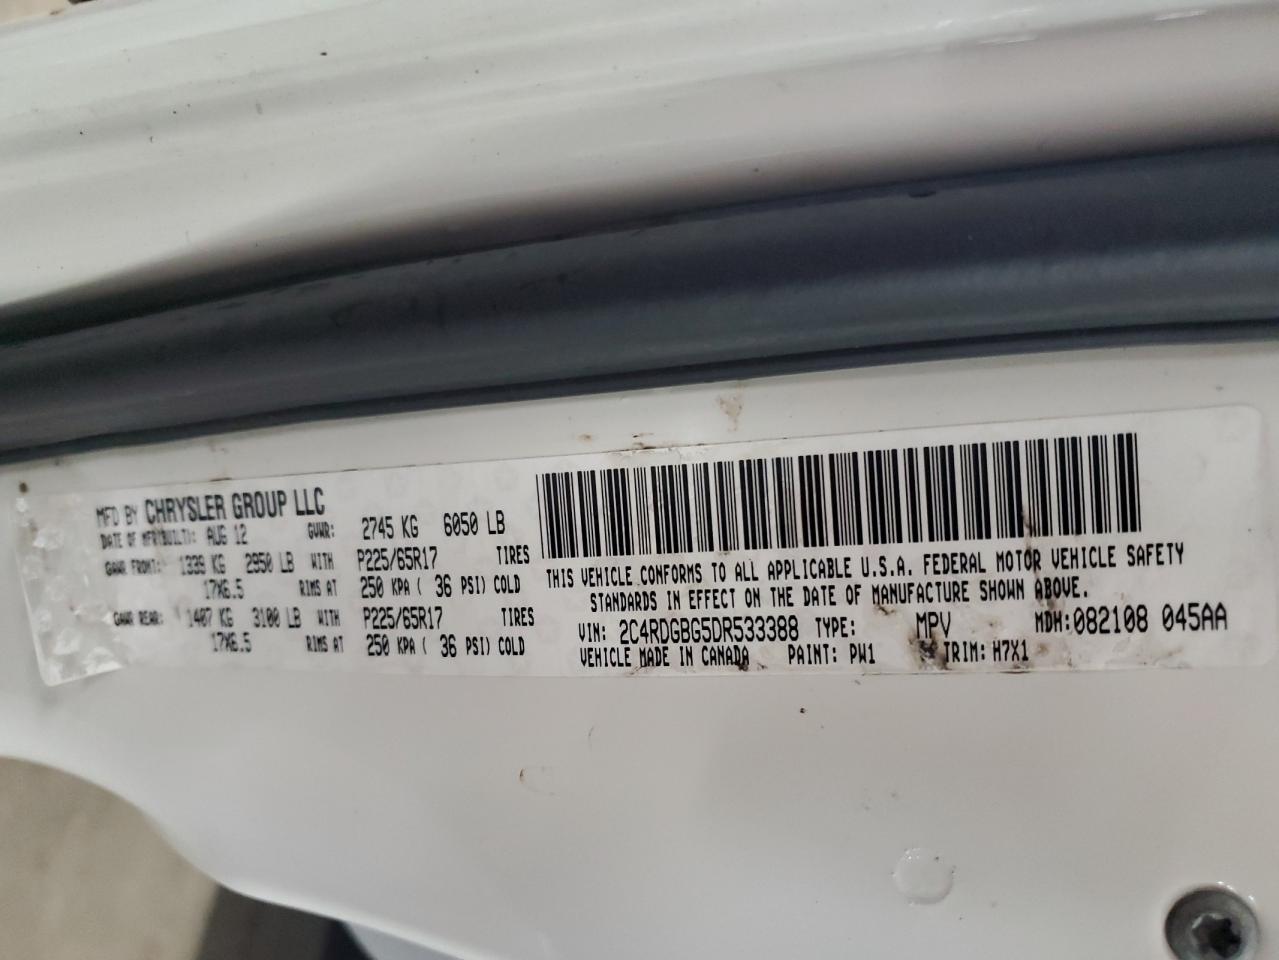 MFD BY CHRYSLER GROUP LLC
DATE OF MFR(BUILT): AUG 12 GVWR: 2745 KG 6050 LB
GAWR FRONT: 1339 KG 2950 LB WITH P225/65R17 TIRES
17X6.5 RIMS AT 250 KPA ( 36 PSI) COLD
GAWR REAR: 1407 KG 3100 LB WITH P225/65R17 TIRES
17X6.5 RIMS AT 250 KPA ( 36 PSI) COLD
THIS VEHICLE CONFORMS TO ALL APPLICABLE U.S.A. FEDERAL MOTOR VEHICLE SAFETY
STANDARDS IN EFFECT ON THE DATE OF MANUFACTURE SHOWN ABOVE.
VIN: 2C4RDGBG5DR533388 TYPE: MPV MDH:082108 045AA
VEHICLE MADE IN CANADA PAINT: PW1 TRIM: H7X1